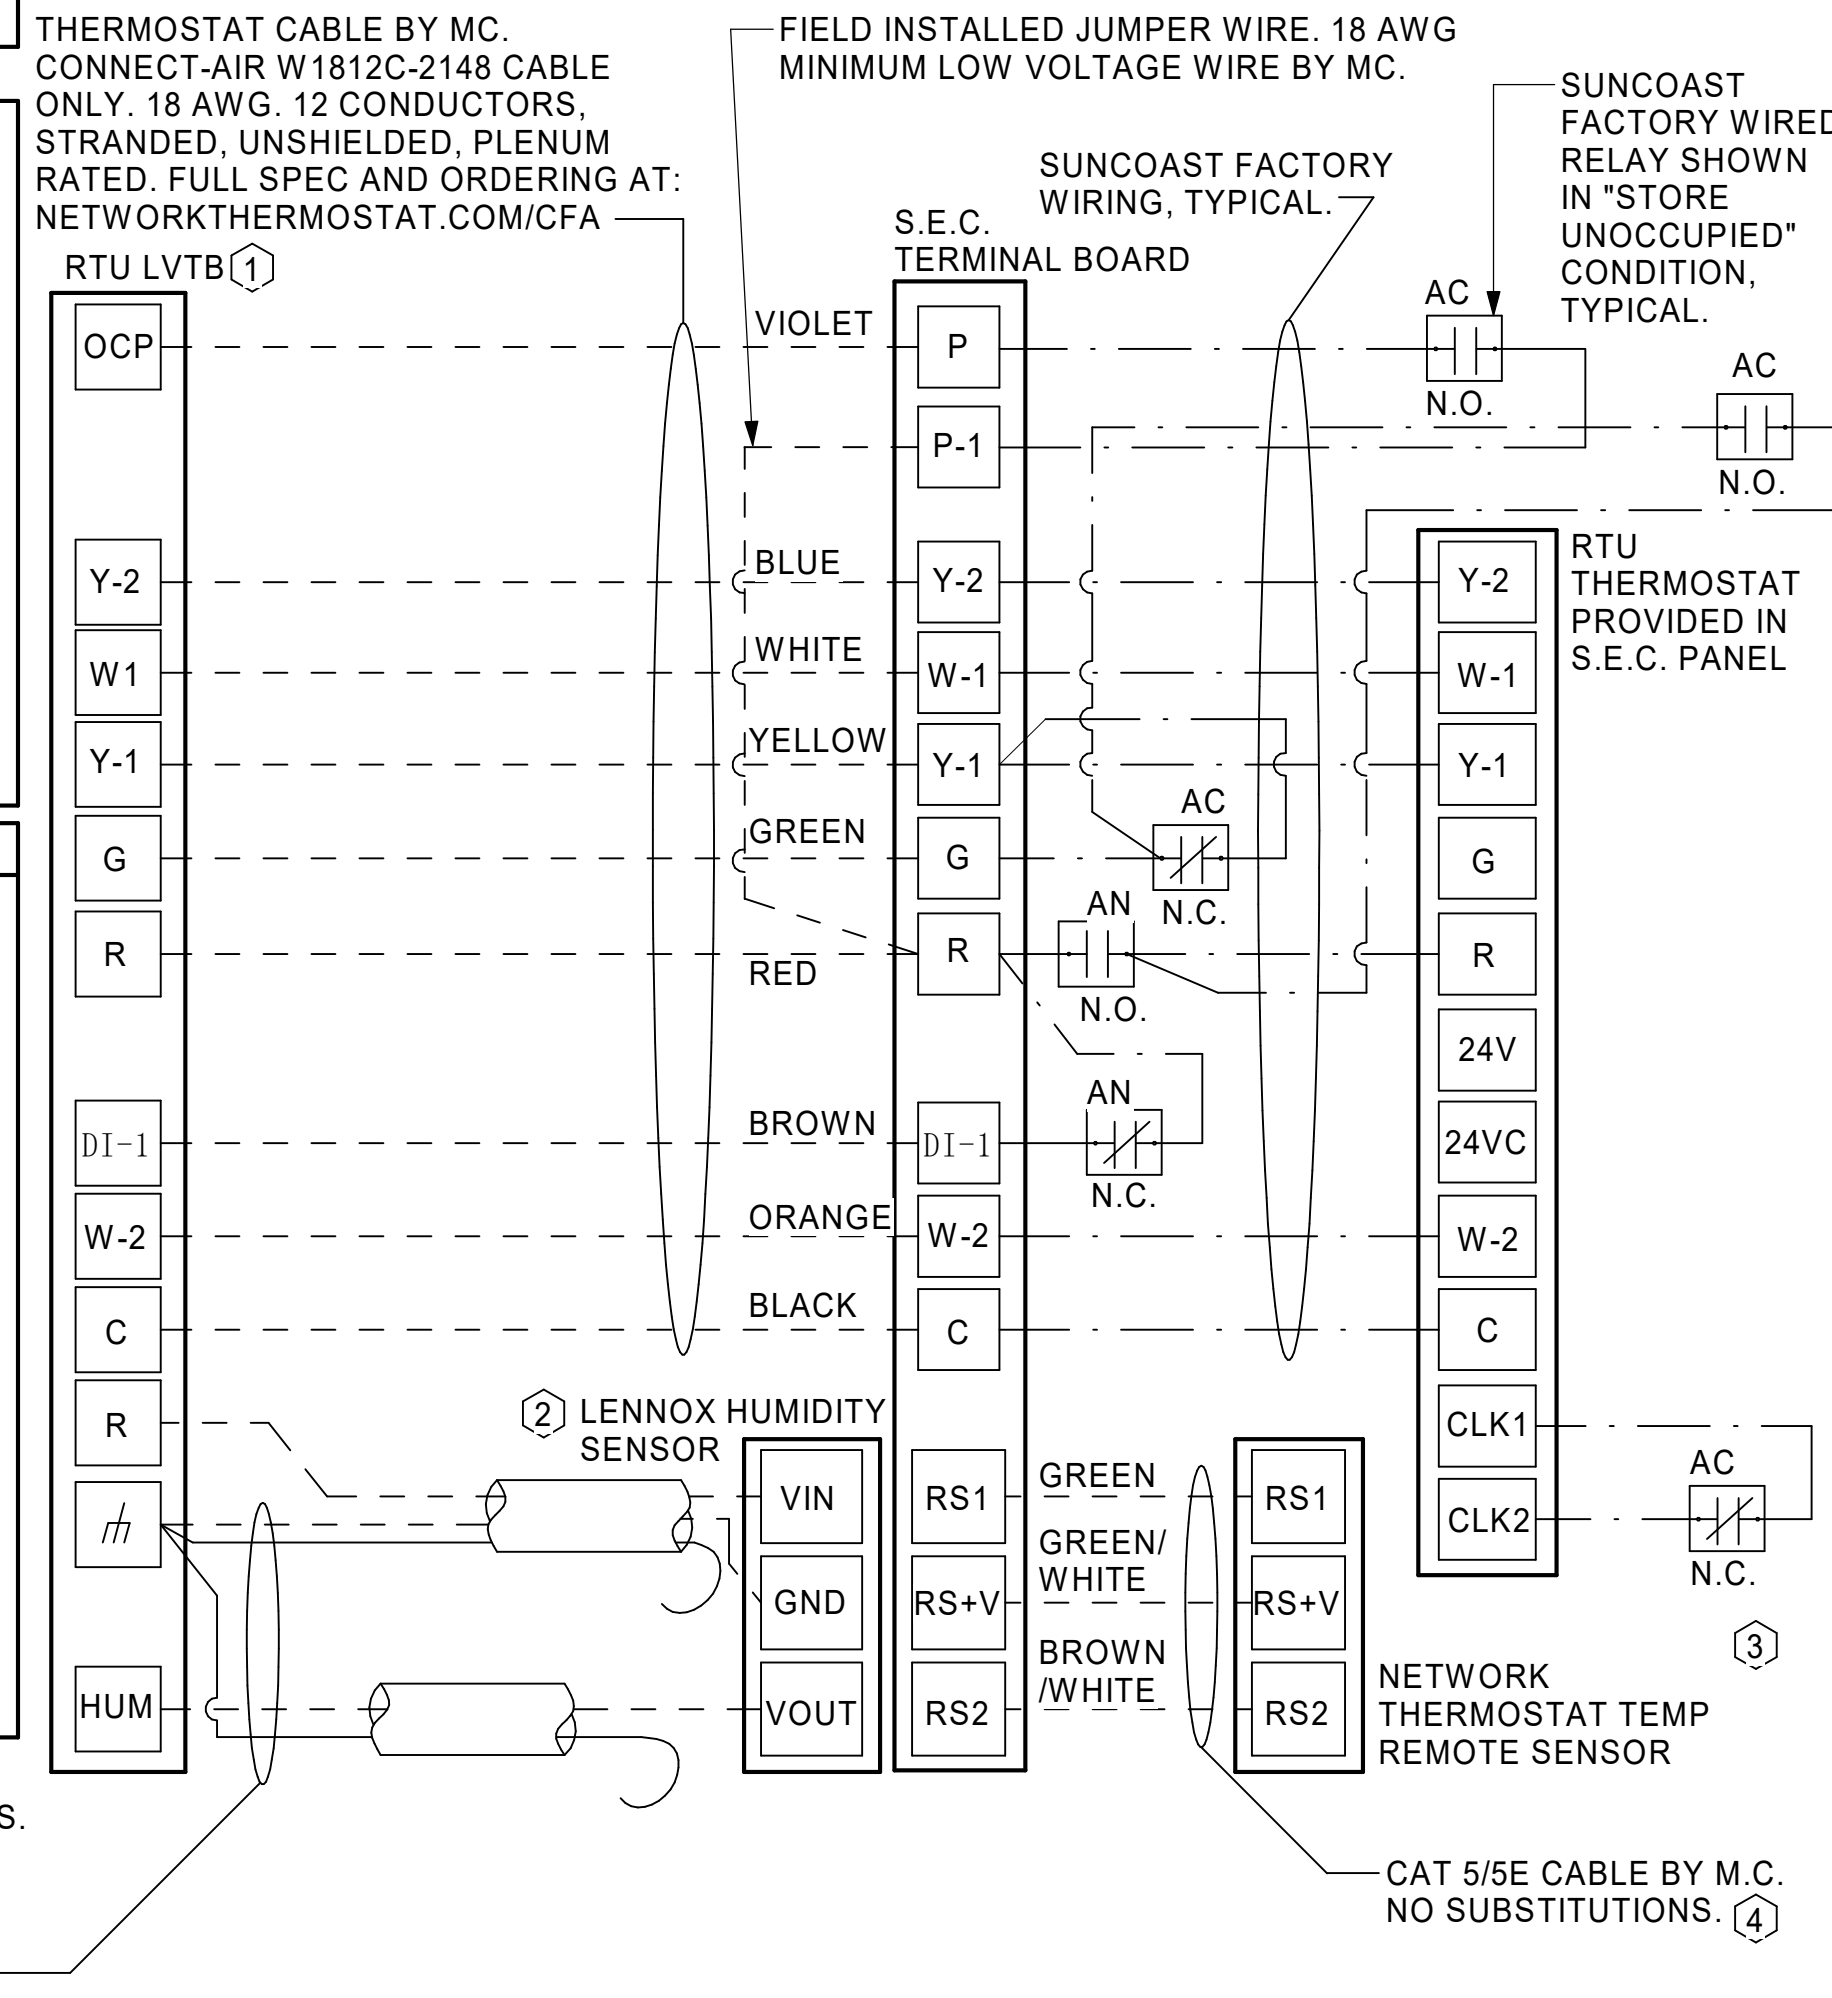 THERMOSTAT CABLE BY MC.
CONNECT-AIR W1812C-2148 CABLE
ONLY. 18 AWG. 12 CONDUCTORS,
STRANDED, UNSHIELDED, PLENUM
RATED. FULL SPEC AND ORDERING AT:
NETWORKTHERMOSTAT.COM/CFA
FIELD INSTALLED JUMPER WIRE. 18 AWG
MINIMUM LOW VOLTAGE WIRE BY MC.
SUNCOAST
FACTORY WIRED
RELAY SHOWN
IN "STORE
UNOCCUPIED"
CONDITION,
TYPICAL.
SUNCOAST FACTORY
WIRING, TYPICAL.
RTU LVTB 1
OCP
Y-2
W1
Y-1
G
R
DI-1
W-2
C
R
HUM
VIOLET
BLUE
WHITE
YELLOW
GREEN
RED
BROWN
ORANGE
BLACK
S.E.C.
TERMINAL BOARD
P
P-1
Y-2
W-1
Y-1
G
R
DI-1
W-2
C
RS1
RS+V
RS2
AC
N.O.
AC
N.O.
AC
N.C.
AN
N.O.
AN
N.C.
RTU
THERMOSTAT
PROVIDED IN
S.E.C. PANEL
Y-2
W-1
Y-1
G
R
24V
24VC
W-2
C
CLK1
CLK2
AC
N.C.
3
2 LENNOX HUMIDITY
SENSOR
VIN
GND
VOUT
GREEN
GREEN/
WHITE
BROWN
/WHITE
RS1
RS+V
RS2
NETWORK
THERMOSTAT TEMP
REMOTE SENSOR
CAT 5/5E CABLE BY M.C.
NO SUBSTITUTIONS. 4
S.